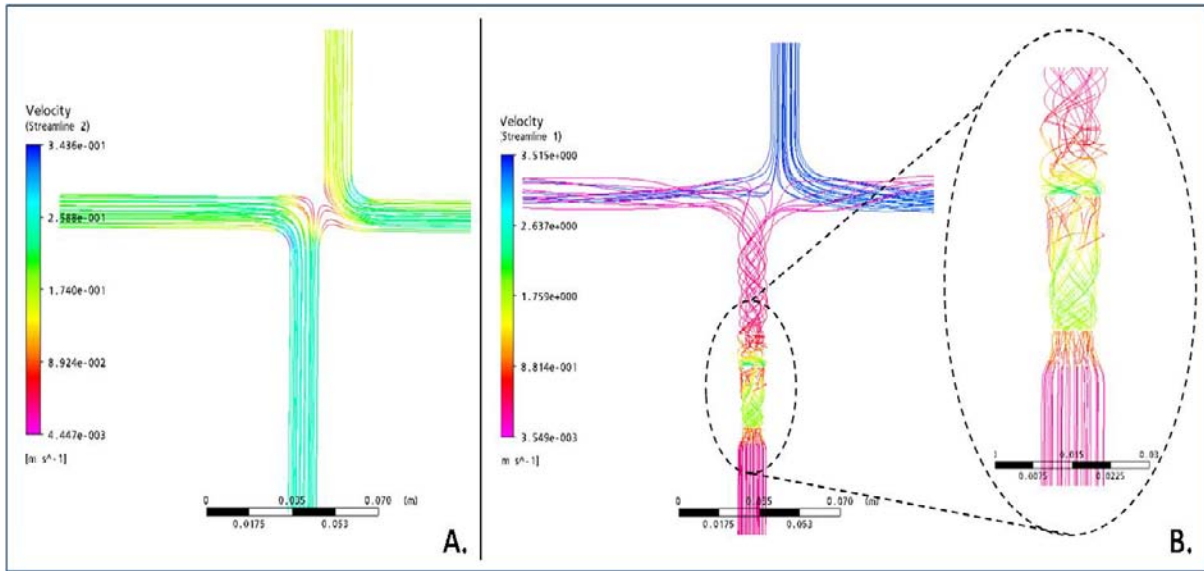 Velocity
(Streamline 2)
3.436e-001
2.588e-001
1.740e-001
8.924e-002
4.447e-003
[m s^-1]
0 0.035 0.070 (m)
0.0175 0.053
A.
Velocity
(Streamline 1)
3.515e+000
2.637e+000
1.759e+000
8.814e-001
3.549e-003
m s^-1]
0 0.035 0.070 (m)
0.0175 0.053
0.015 0.03
0.0075 0.0225
B.